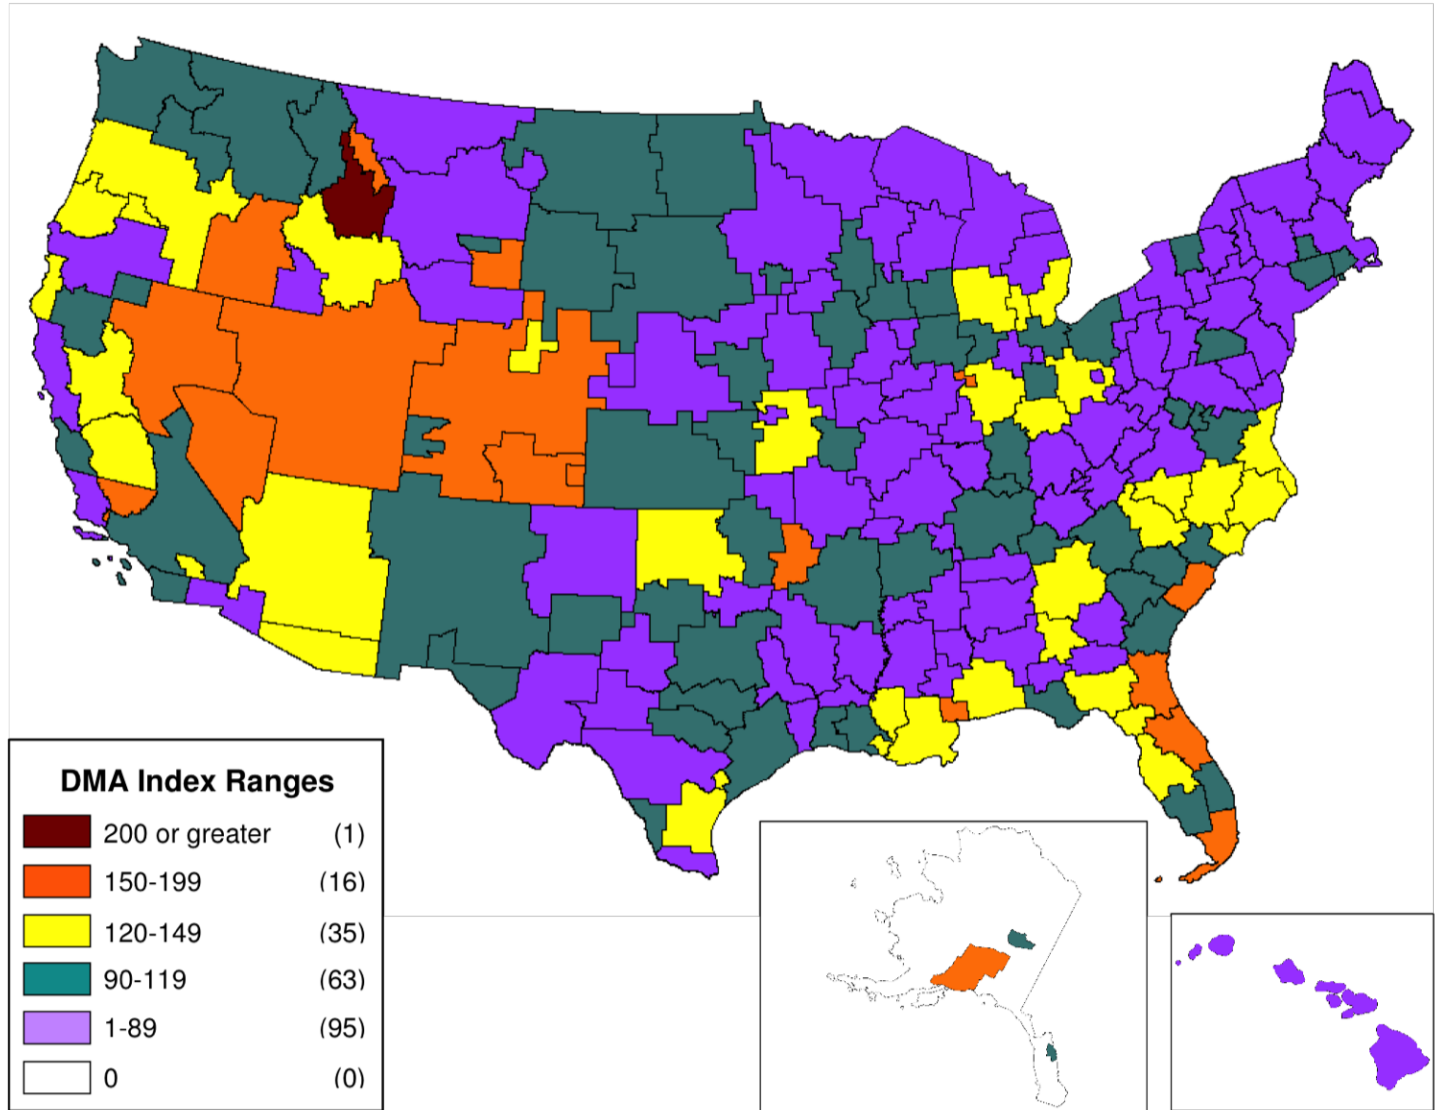 DMA Index Ranges
200 or greater (1)
150-199 (16)
120-149 (35)
90-119 (63)
1-89 (95)
0 (0)